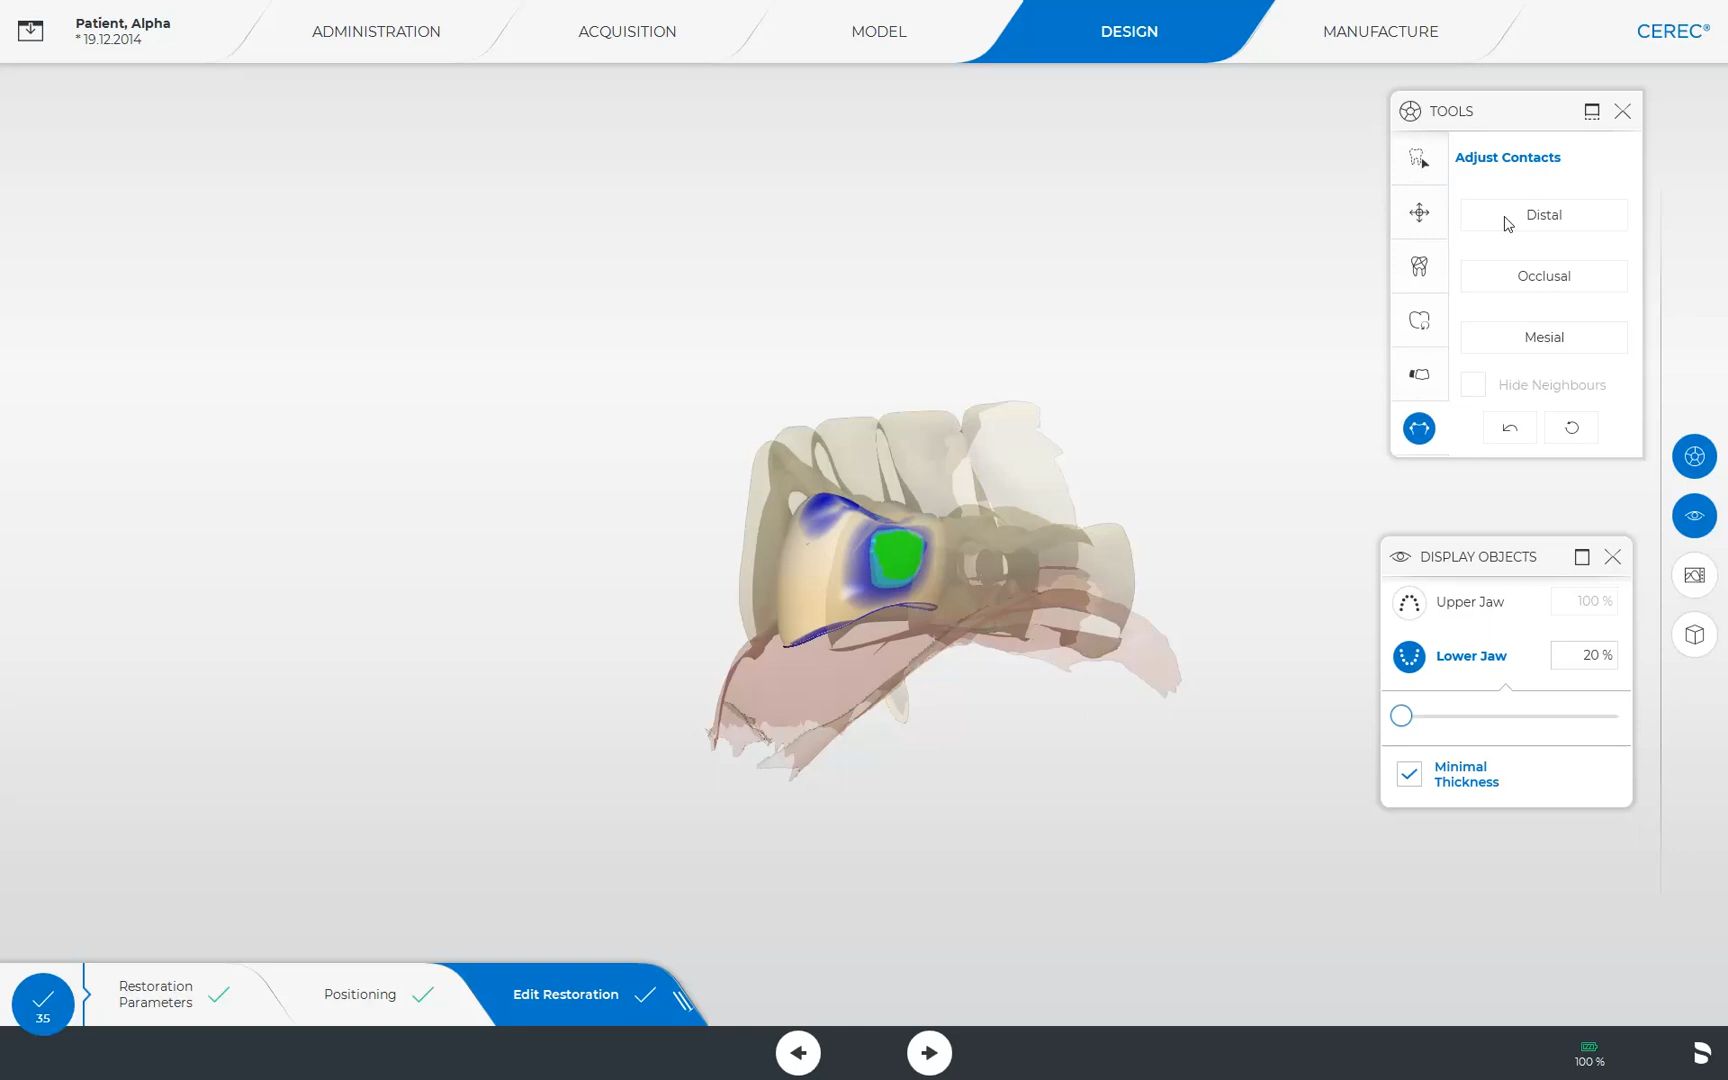 Patient, Alpha
* 19.12.2014
ADMINISTRATION
ACQUISITION
MODEL
DESIGN
MANUFACTURE
CEREC®
TOOLS
Adjust Contacts
Distal
Occlusal
Mesial
Hide Neighbours
DISPLAY OBJECTS
Upper Jaw
100 %
Lower Jaw
20 %
Minimal
Thickness
35
Restoration
Parameters
Positioning
Edit Restoration
100 %